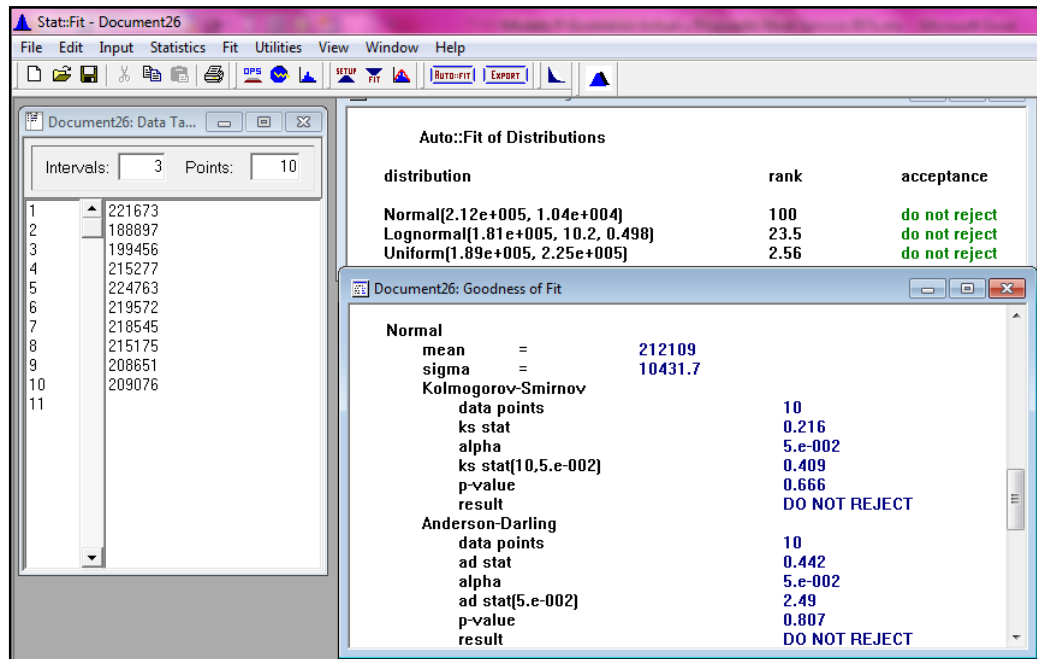 Stat::Fit - Document26
File Edit Input Statistics Fit Utilities View Window Help
OPS SETUP FIT AUTO::FIT EXPORT
Document26: Data Ta...
Intervals: 3 Points: 10
1 221673
2 188897
3 199456
4 215277
5 224763
6 219572
7 218545
8 215175
9 208651
10 209076
11
Auto::Fit of Distributions
distribution rank acceptance
Normal(2.12e+005, 1.04e+004) 100 do not reject
Lognormal(1.81e+005, 10.2, 0.498) 23.5 do not reject
Uniform(1.89e+005, 2.25e+005) 2.56 do not reject
Document26: Goodness of Fit
Normal
mean = 212109
sigma = 10431.7
Kolmogorov-Smirnov
data points 10
ks stat 0.216
alpha 5.e-002
ks stat(10,5.e-002) 0.409
p-value 0.666
result DO NOT REJECT
Anderson-Darling
data points 10
ad stat 0.442
alpha 5.e-002
ad stat(5.e-002) 2.49
p-value 0.807
result DO NOT REJECT